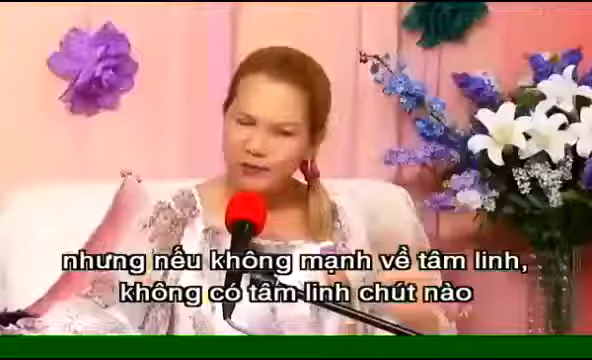 nhưng nếu không mạnh về tâm linh,
không có tâm linh chút nào